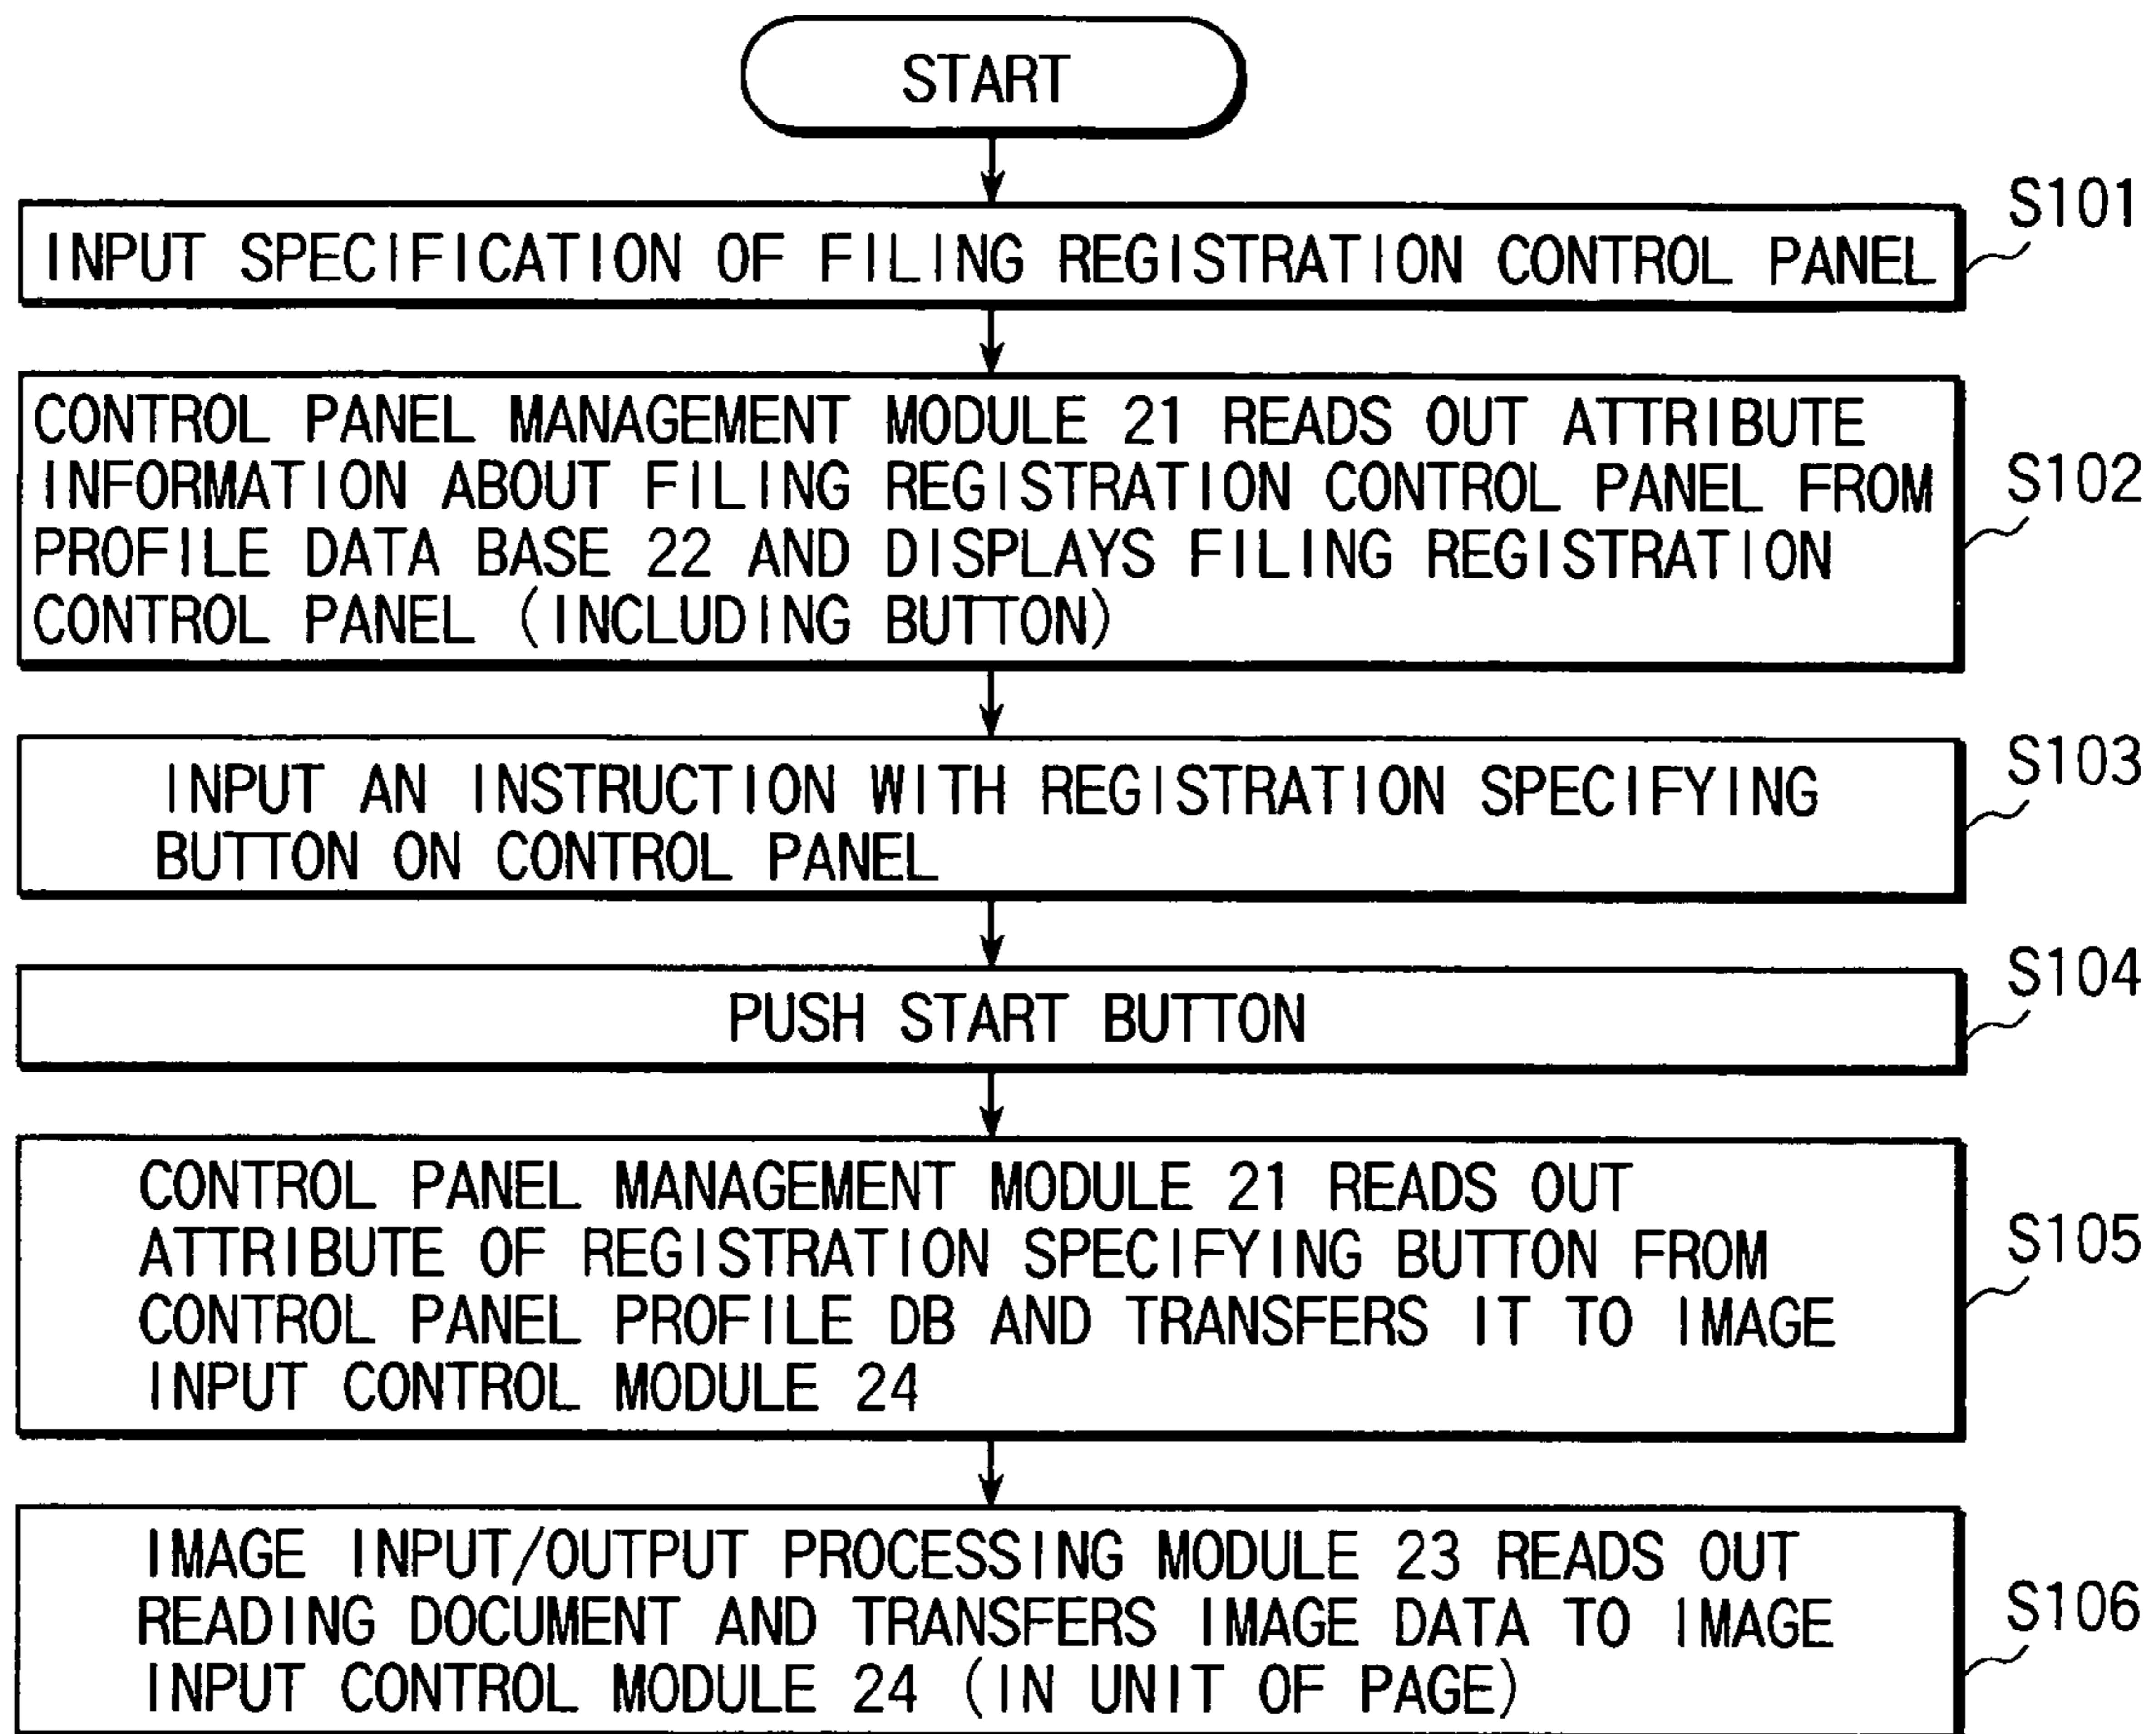 START
S101
INPUT SPECIFICATION OF FILING REGISTRATION CONTROL PANEL
CONTROL PANEL MANAGEMENT MODULE 21 READS OUT ATTRIBUTE
INFORMATION ABOUT FILING REGISTRATION CONTROL PANEL FROM
PROFILE DATA BASE 22 AND DISPLAYS FILING REGISTRATION
CONTROL PANEL (INCLUDING BUTTON)
S102
INPUT AN INSTRUCTION WITH REGISTRATION SPECIFYING
BUTTON ON CONTROL PANEL
S103
PUSH START BUTTON
S104
CONTROL PANEL MANAGEMENT MODULE 21 READS OUT
ATTRIBUTE OF REGISTRATION SPECIFYING BUTTON FROM
CONTROL PANEL PROFILE DB AND TRANSFERS IT TO IMAGE
INPUT CONTROL MODULE 24
S105
IMAGE INPUT/OUTPUT PROCESSING MODULE 23 READS OUT
READING DOCUMENT AND TRANSFERS IMAGE DATA TO IMAGE
INPUT CONTROL MODULE 24 (IN UNIT OF PAGE)
S106